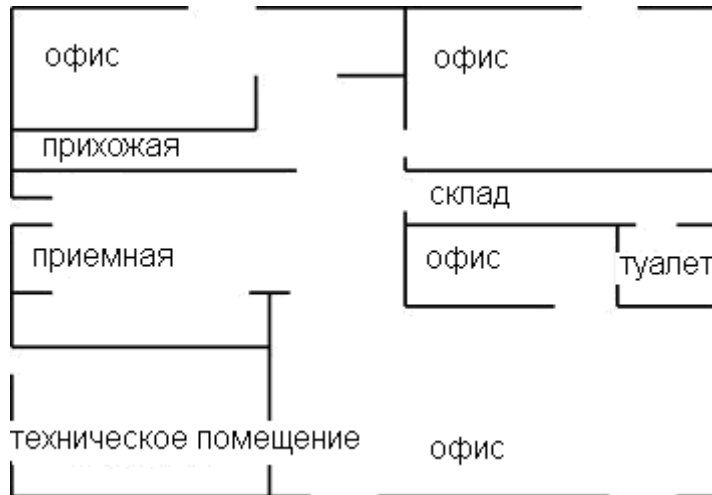 офис
офис
прихожая
склад
приемная
офис
туалет
техническое помещение
офис